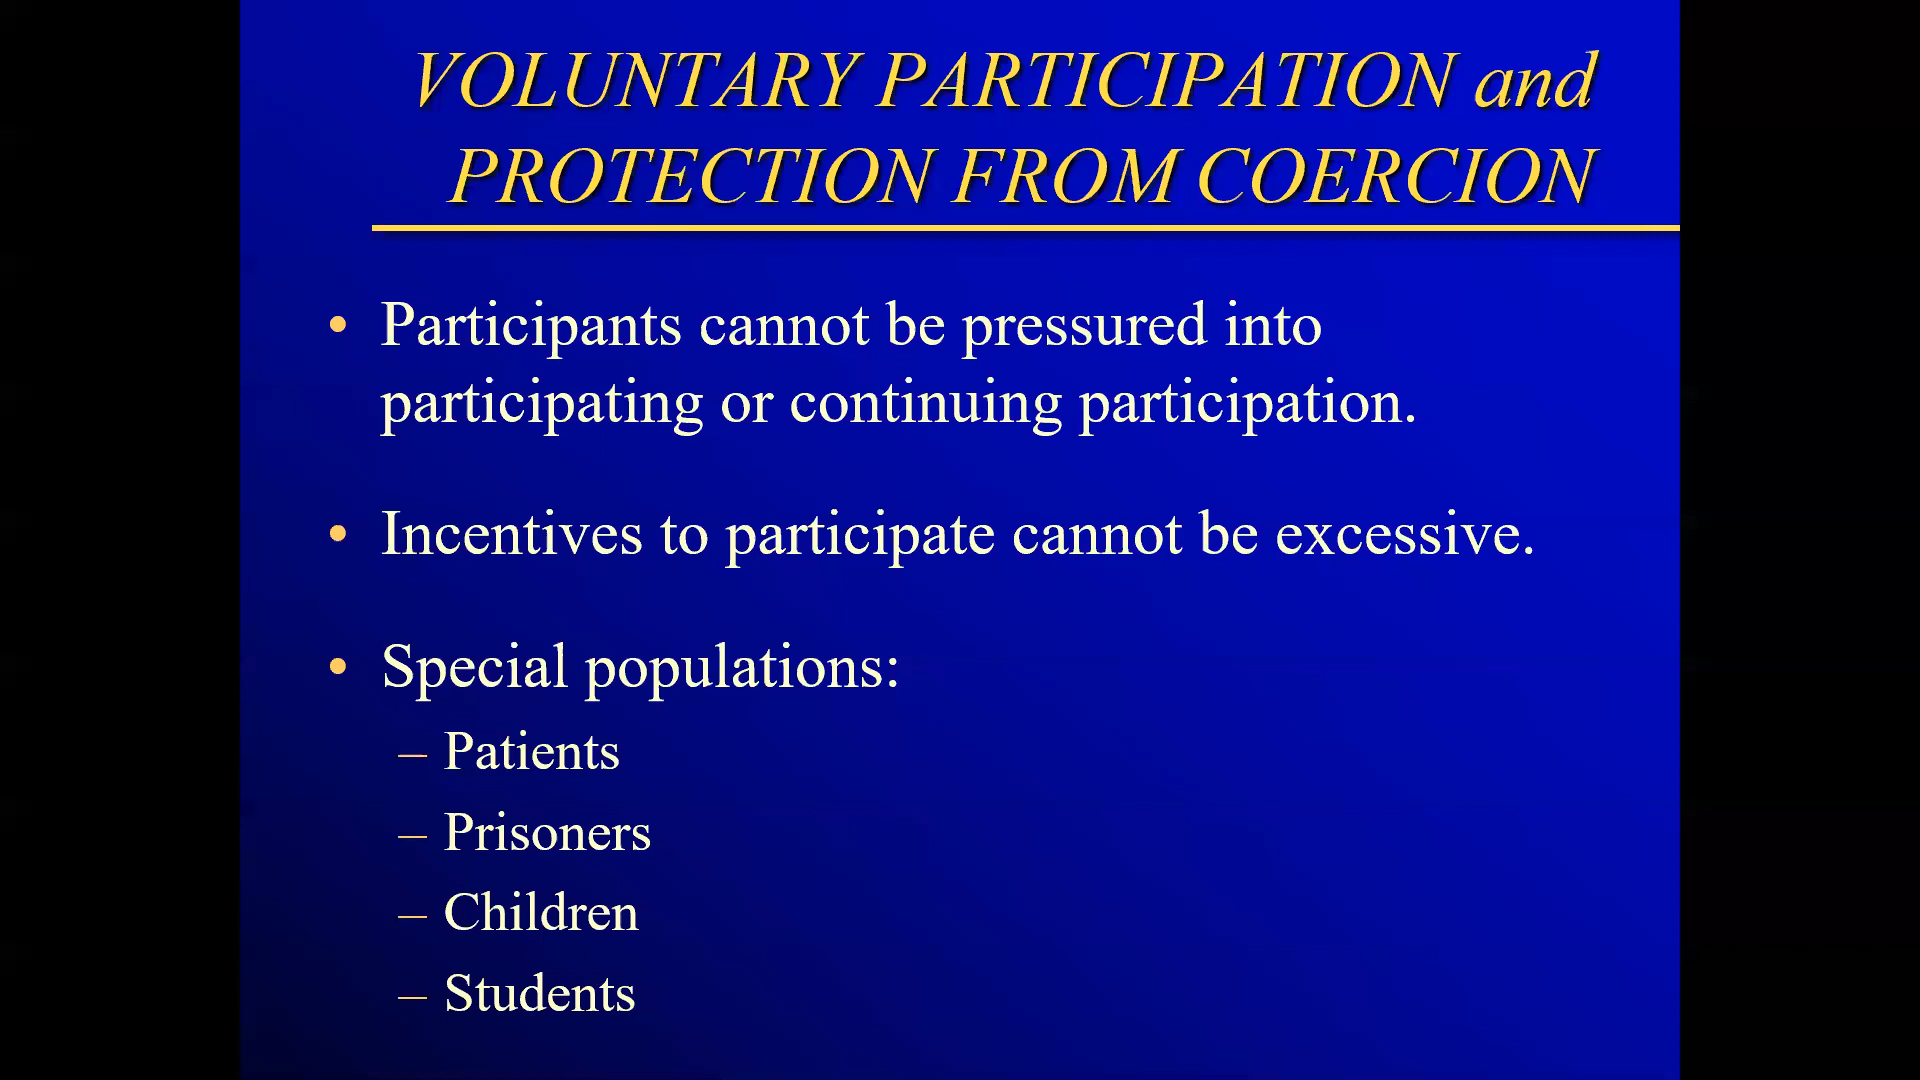 VOLUNTARY PARTICIPATION and
PROTECTION FROM COERCION
• Participants cannot be pressured into
participating or continuing participation.
• Incentives to participate cannot be excessive.
• Special populations:
– Patients
– Prisoners
– Children
– Students